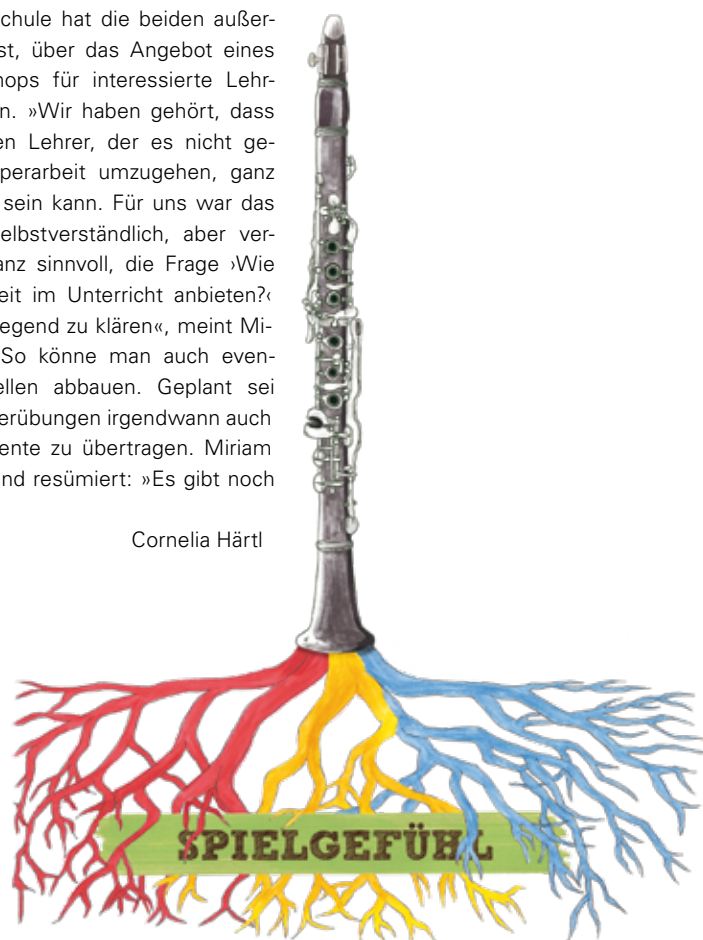 chule hat die beiden außer-
st, über das Angebot eines
nops für interessierte Lehr-
n. »Wir haben gehört, dass
en Lehrer, der es nicht ge-
perarbeit umzugehen, ganz
sein kann. Für uns war das
elbstverständlich, aber ver-
anz sinnvoll, die Frage ›Wie
eit im Unterricht anbieten?‹
egend zu klären«, meint Mi-
So könne man auch even-
ellen abbauen. Geplant sei
erübungen irgendwann auch
ente zu übertragen. Miriam
nd resümiert: »Es gibt noch
Cornelia Härtl
SPIELGEFÜHL